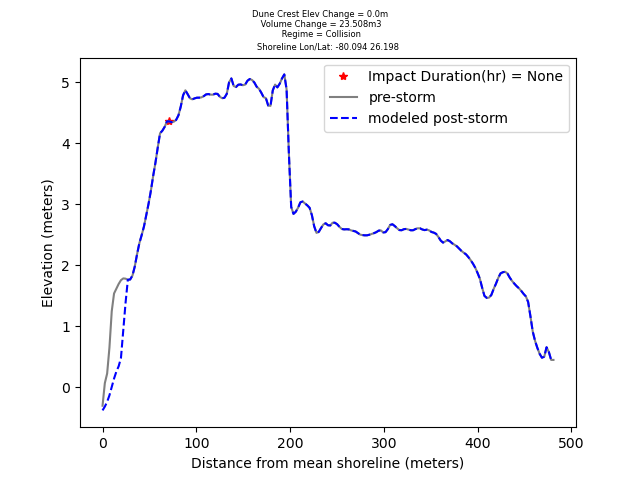 Dune Crest Elev Change = 0.0m
Volume Change = 23.508m3
Regime = Collision
Shoreline Lon/Lat: -80.094 26.198
Impact Duration(hr) = None
pre-storm
modeled post-storm
Elevation (meters)
5
4
3
2
1
0
0 100 200 300 400 500
Distance from mean shoreline (meters)